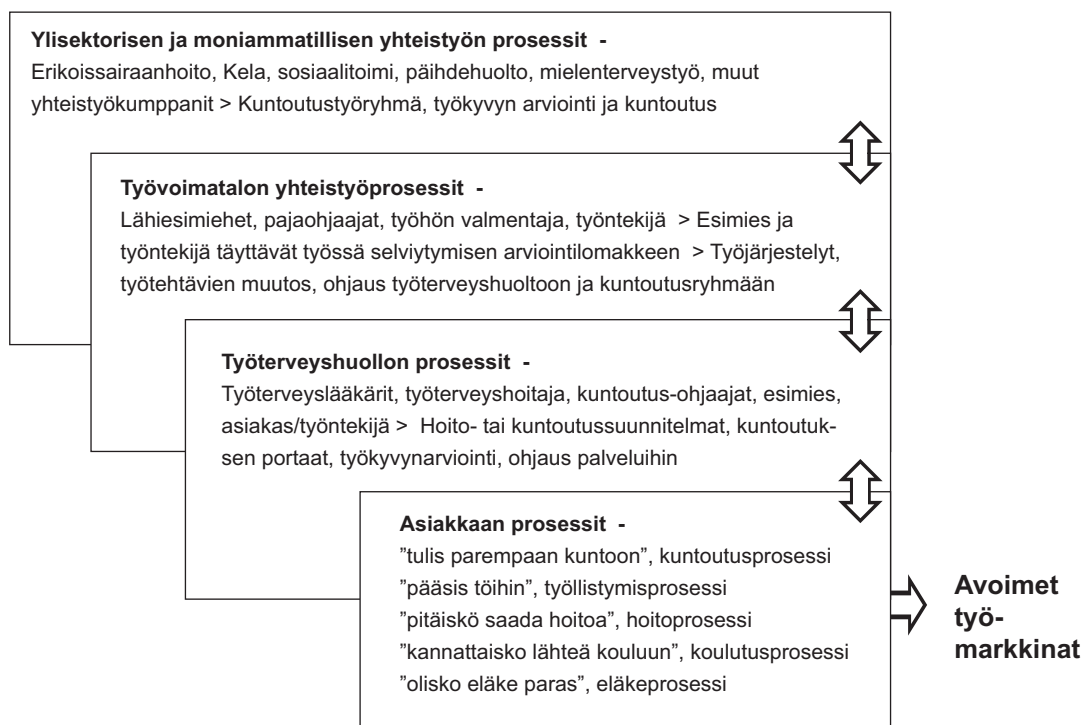 Ylisektorisen ja moniammatillisen yhteistyön prosessit -
Erikoissairaanhoito, Kela, sosiaalitoimi, päihdehuolto, mielenterveystyö, muut
yhteistyökumppanit > Kuntoutustyöryhmä, työkyvyn arviointi ja kuntoutus
Työvoimatalon yhteistyöprosessit -
Lähiesimiehet, pajaohjaajat, työhön valmentaja, työntekijä > Esimies ja
työntekijä täyttävät työssä selviytymisen arviointilomakkeen > Työjärjestelyt,
työtehtävien muutos, ohjaus työterveyshuoltoon ja kuntoutusryhmään
Työterveyshuollon prosessit -
Työterveyslääkärit, työterveyshoitaja, kuntoutus-ohjaajat, esimies,
asiakas/työntekijä > Hoito- tai kuntoutussuunnitelmat, kuntoutuk-
sen portaat, työkyvynarviointi, ohjaus palveluihin
Asiakkaan prosessit -
”tulis parempaan kuntoon”, kuntoutusprosessi
”pääsis töihin”, työllistymisprosessi
”pitäiskö saada hoitoa”, hoitoprosessi
”kannattaisko lähteä kouluun”, koulutusprosessi
”olisko eläke paras”, eläkeprosessi
Avoimet
työ-
markkinat